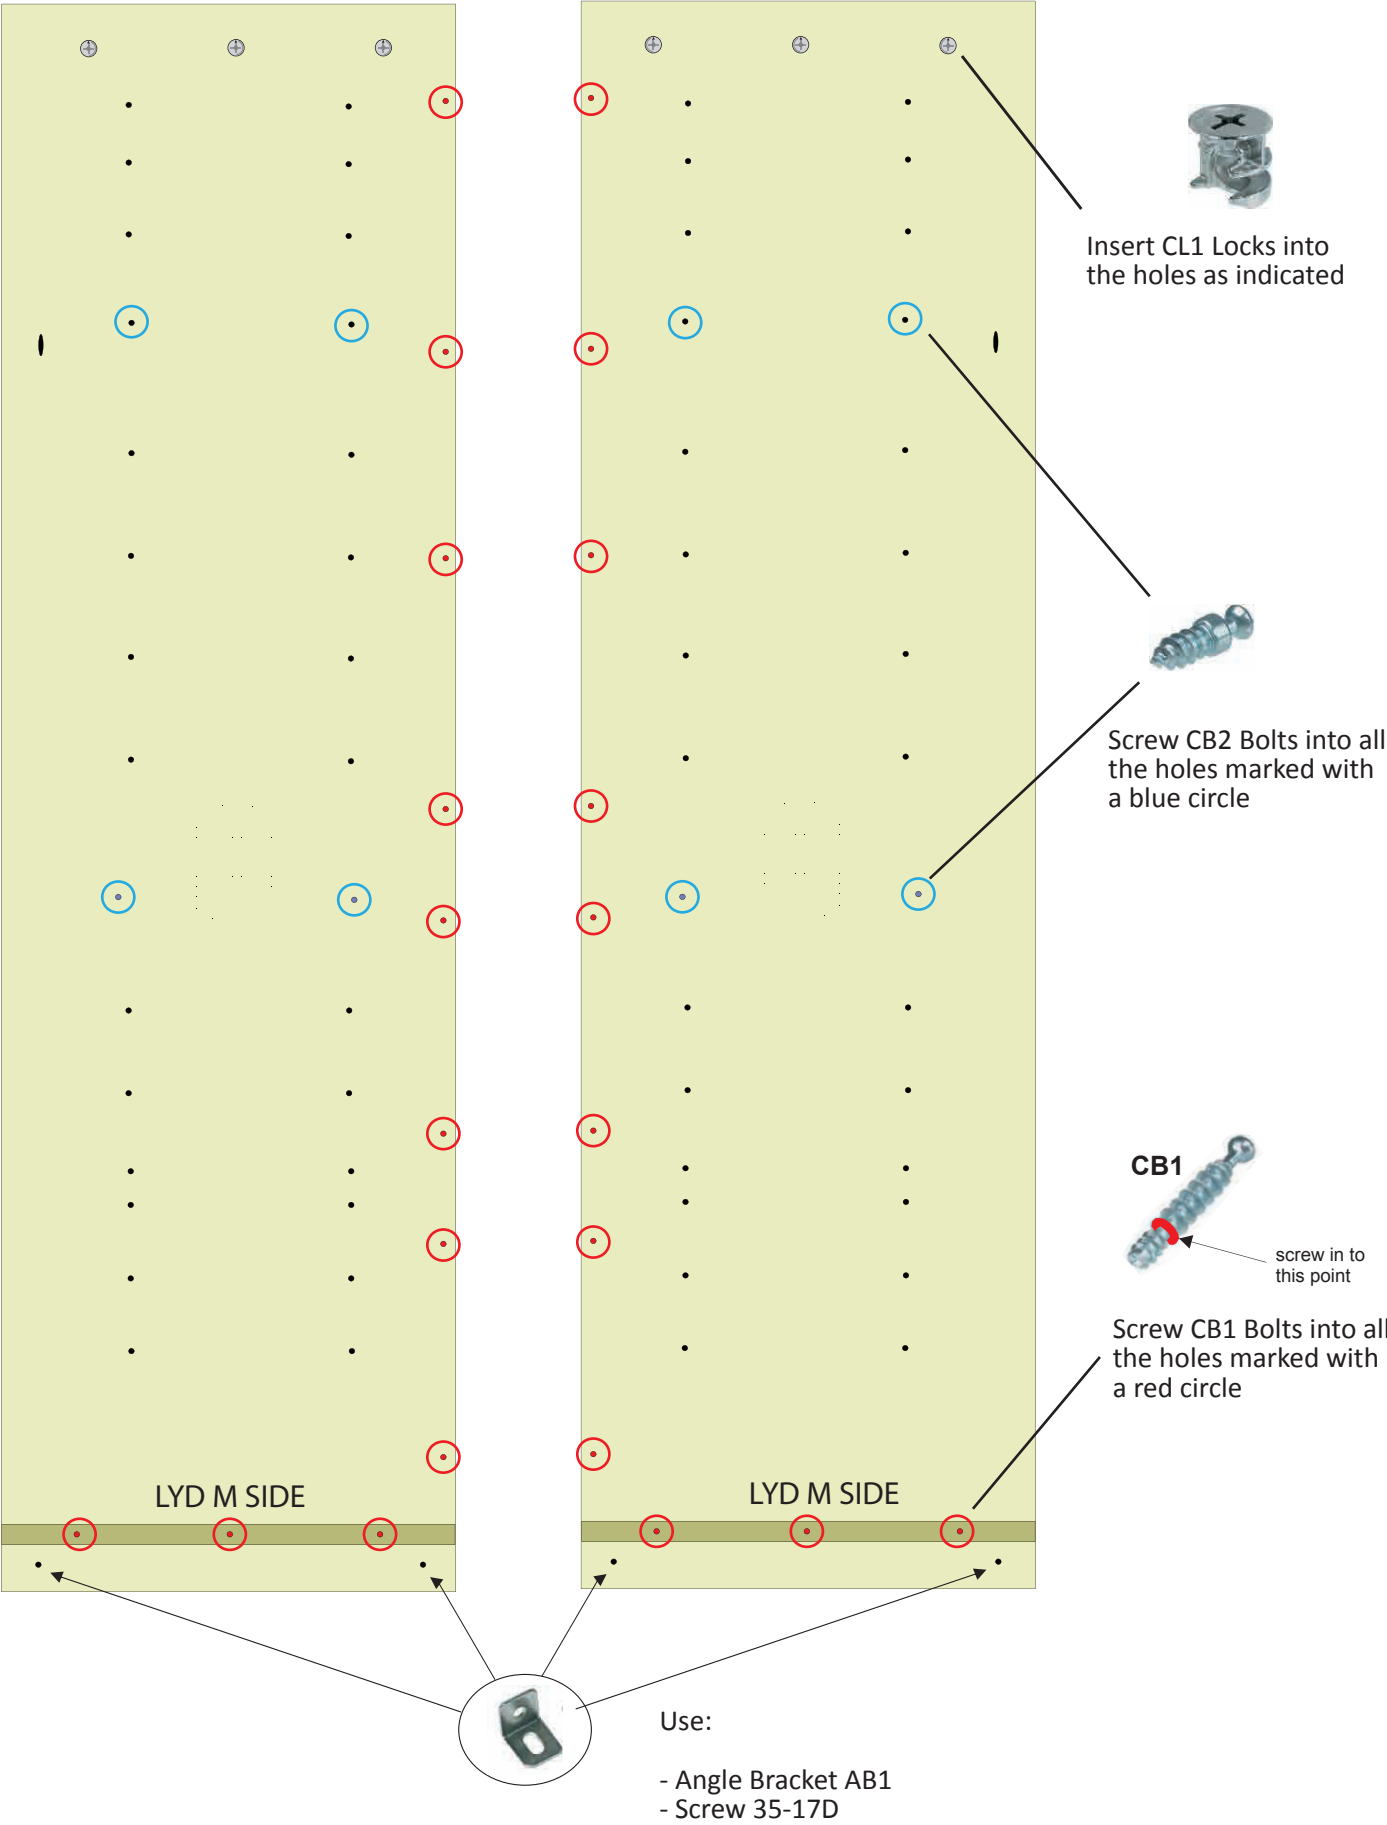 Insert CL1 Locks into
the holes as indicated
Screw CB2 Bolts into all
the holes marked with
a blue circle
CB1
screw in to
this point
Screw CB1 Bolts into all
the holes marked with
a red circle
LYD M SIDE
LYD M SIDE
Use:
- Angle Bracket AB1
- Screw 35-17D